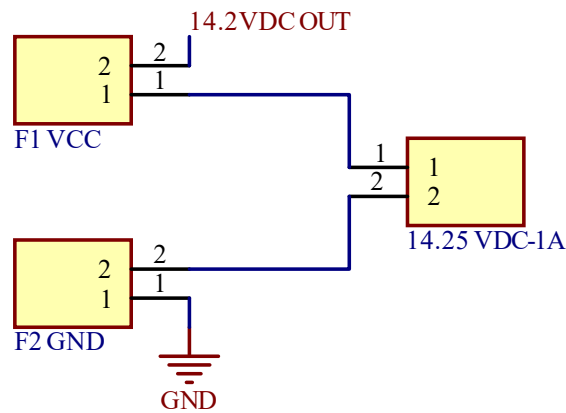 14.2VDC OUT
2 2
1 1
F1 VCC
1 1
2 2
14.25 VDC-1A
2 2
1 1
F2 GND
GND